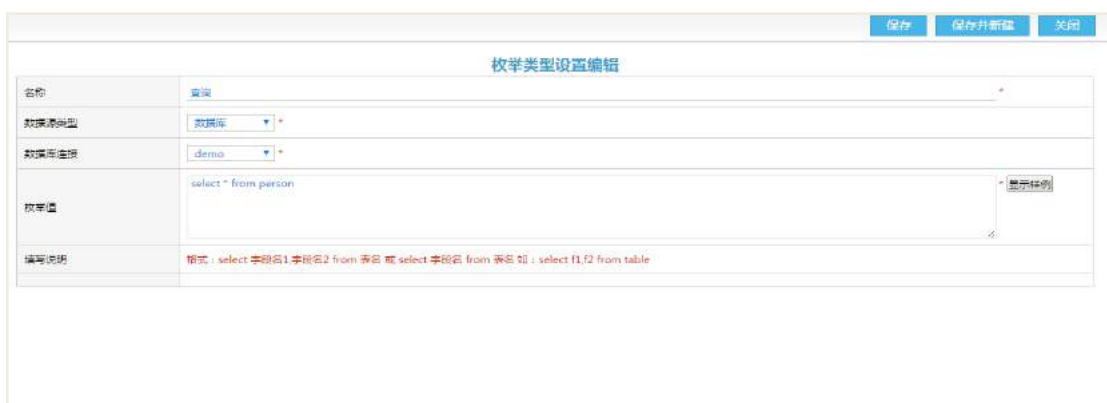 保存 保存并新建 关闭
枚举类型设置编辑
名称 查询 *
数据源类型 数据库 *
数据库连接 demo *
枚举值 select * from person * 显示样例
填写说明 格式：select 字段名1,字段名2 from 表名 或 select 字段名 from 表名 如：select f1,f2 from table